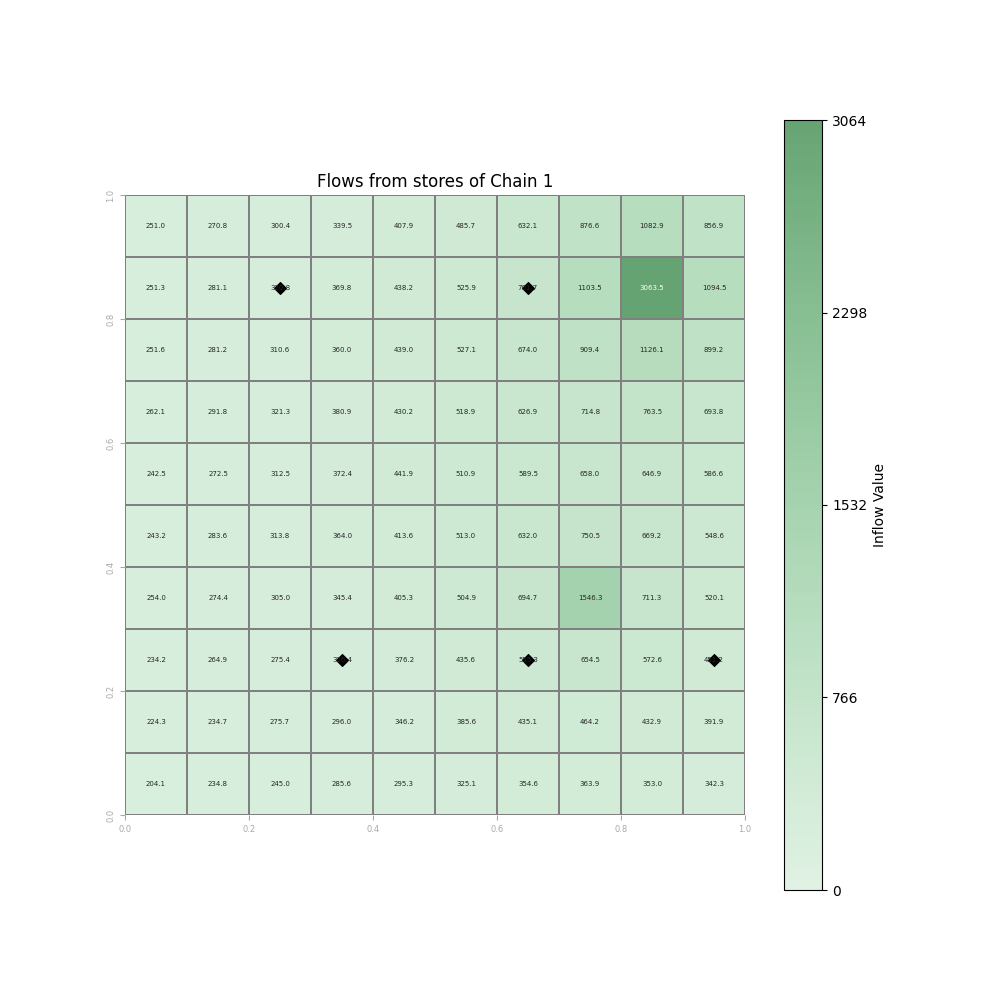 3064
Flows from stores of Chain 1
1.0
251.0 270.8 300.4 339.5 407.9 485.7 632.1 876.6 1082.9 856.9
251.3 281.1 369.8 438.2 525.9 1103.5 3063.5 1094.5
0.8
2298
251.6 281.2 310.6 360.0 439.0 527.1 674.0 909.4 1126.1 899.2
262.1 291.8 321.3 380.9 430.2 518.9 626.9 714.8 763.5 693.8
0.6
242.5 272.5 312.5 372.4 441.9 510.9 589.5 658.0 646.9 586.6
1532
Inflow Value
243.2 283.6 313.8 364.0 413.6 513.0 632.0 750.5 669.2 548.6
0.4
254.0 274.4 305.0 345.4 405.3 504.9 694.7 1546.3 711.3 520.1
234.2 264.9 275.4 376.2 435.6 654.5 572.6
0.2
766
224.3 234.7 275.7 296.0 346.2 385.6 435.1 464.2 432.9 391.9
204.1 234.8 245.0 285.6 295.3 325.1 354.6 363.9 353.0 342.3
0.0
0.0 0.2 0.4 0.6 0.8 1.0
0